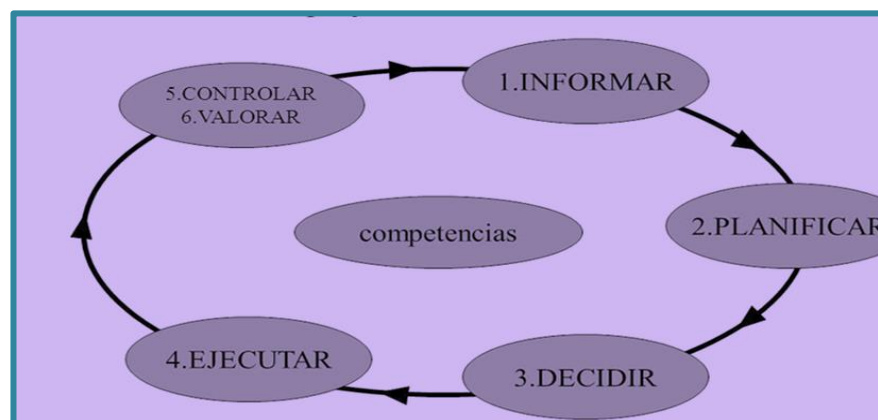 1.INFORMAR
2.PLANIFICAR
3.DECIDIR
4.EJECUTAR
5.CONTROLAR
6.VALORAR
competencias